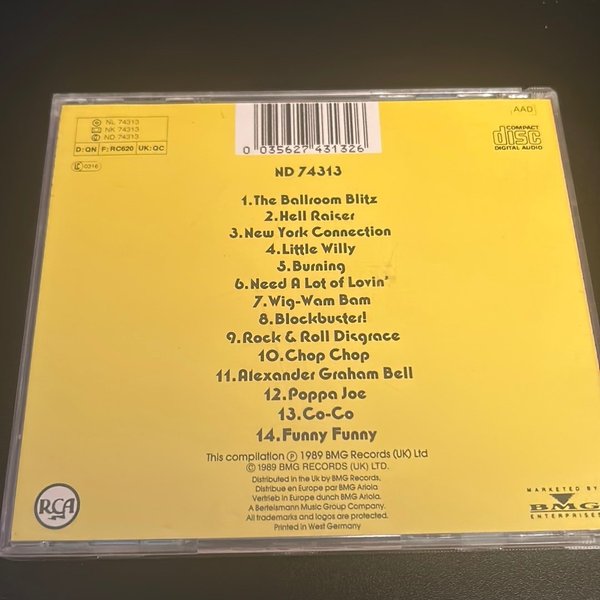 NL 74313
NK 74313
ND 74313
D: QN F: RC620 UK: QC
LC 0316
0 035627 431326
AAD
COMPACT
disc
DIGITAL AUDIO
ND 74313
1. The Ballroom Blitz
2. Hell Raiser
3. New York Connection
4. Little Willy
5. Burning
6. Need A Lot of Lovin'
7. Wig-Wam Bam
8. Blockbuster!
9. Rock & Roll Disgrace
10. Chop Chop
11. Alexander Graham Bell
12. Poppa Joe
13. Co-Co
14. Funny Funny
This compilation ℗ 1989 BMG Records (UK) Ltd
© 1989 BMG RECORDS (UK) LTD.
Distributed in the Uk by BMG Records.
Distribue en Europe par BMG Ariola
Vertrieb in Europe dunch BMG Ariola.
A Bertelsmann Music Group Company.
All trademarks and logos are protected.
Printed in West Germany
RCA
MARKETED BY
BMG
ENTERPRISES